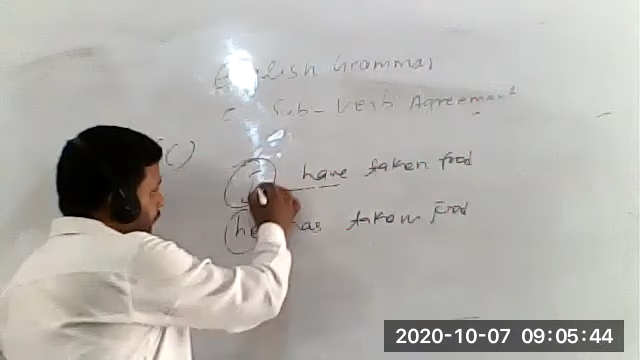 English Grammar
Sub-Verb Agreement
(C)
have taken food
he has taken food
2020-10-07 09:05:44